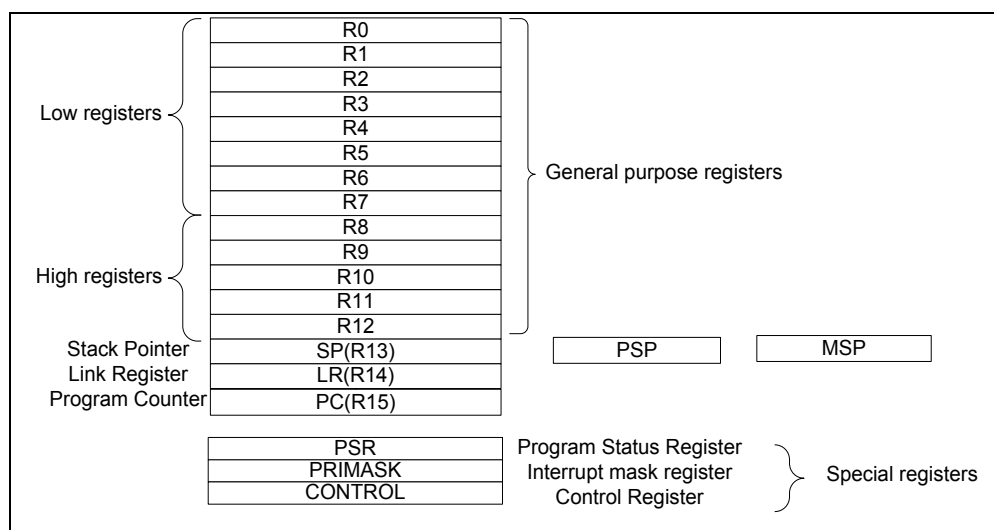 R0
R1
R2
Low registers
R3
R4
R5
General purpose registers
R6
R7
R8
R9
High registers
R10
R11
R12
Stack Pointer SP(R13) PSP MSP
Link Register LR(R14)
Program Counter PC(R15)
PSR Program Status Register
PRIMASK Interrupt mask register Special registers
CONTROL Control Register